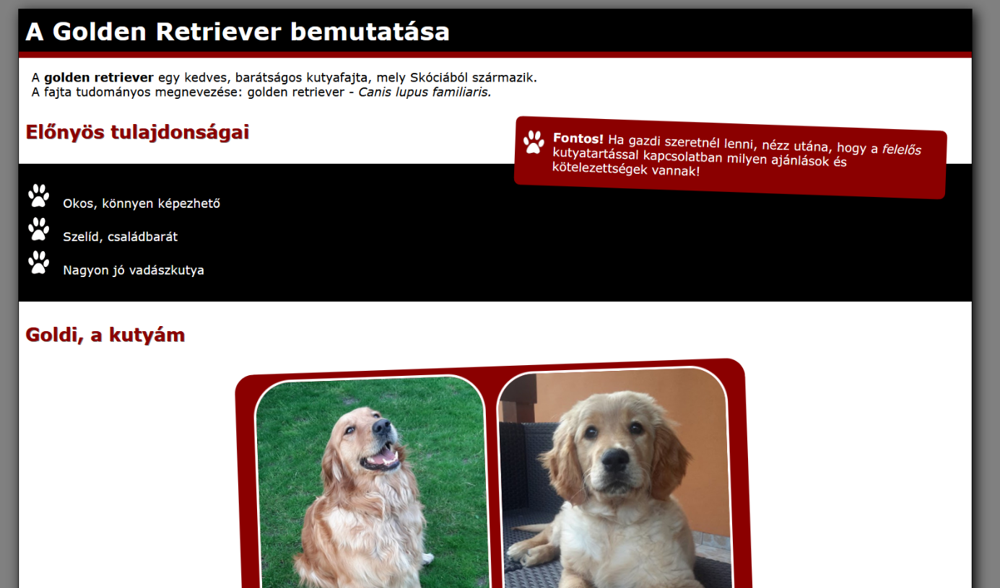 A Golden Retriever bemutatása
A golden retriever egy kedves, barátságos kutyafajta, mely Skóciából származik.
A fajta tudományos megnevezése: golden retriever - Canis lupus familiaris.
Előnyös tulajdonságai
Fontos! Ha gazdi szeretnél lenni, nézz utána, hogy a felelős
kutyatartással kapcsolatban milyen ajánlások és
kötelezettségek vannak!
Okos, könnyen képezhető
Szelíd, családbarát
Nagyon jó vadászkutya
Goldi, a kutyám